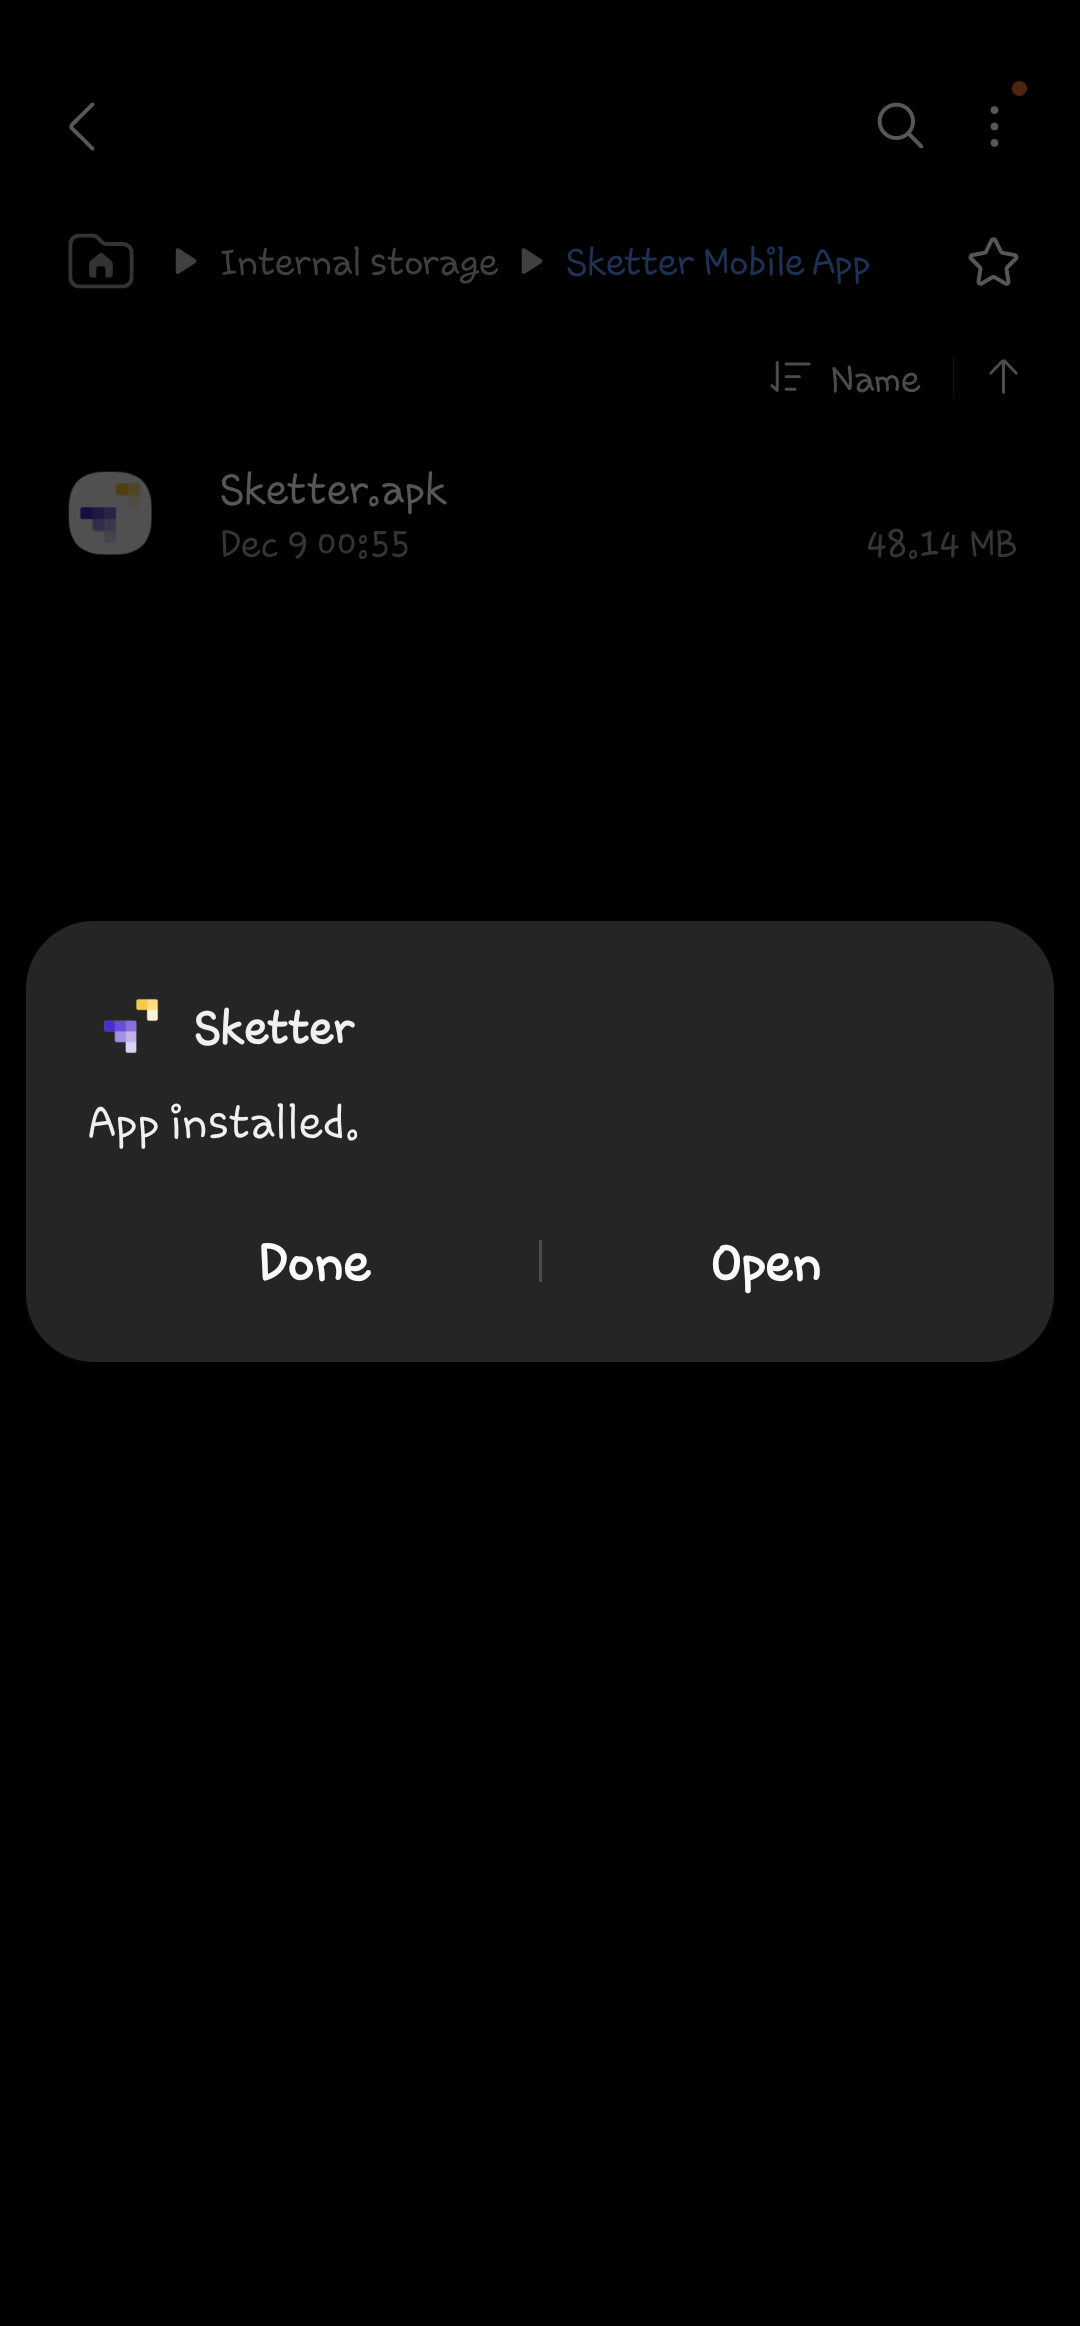 Internal storage Sketter Mobile App
Name
Sketter.apk
Dec 9 00:55 48.14 MB
Sketter
App installed.
Done Open